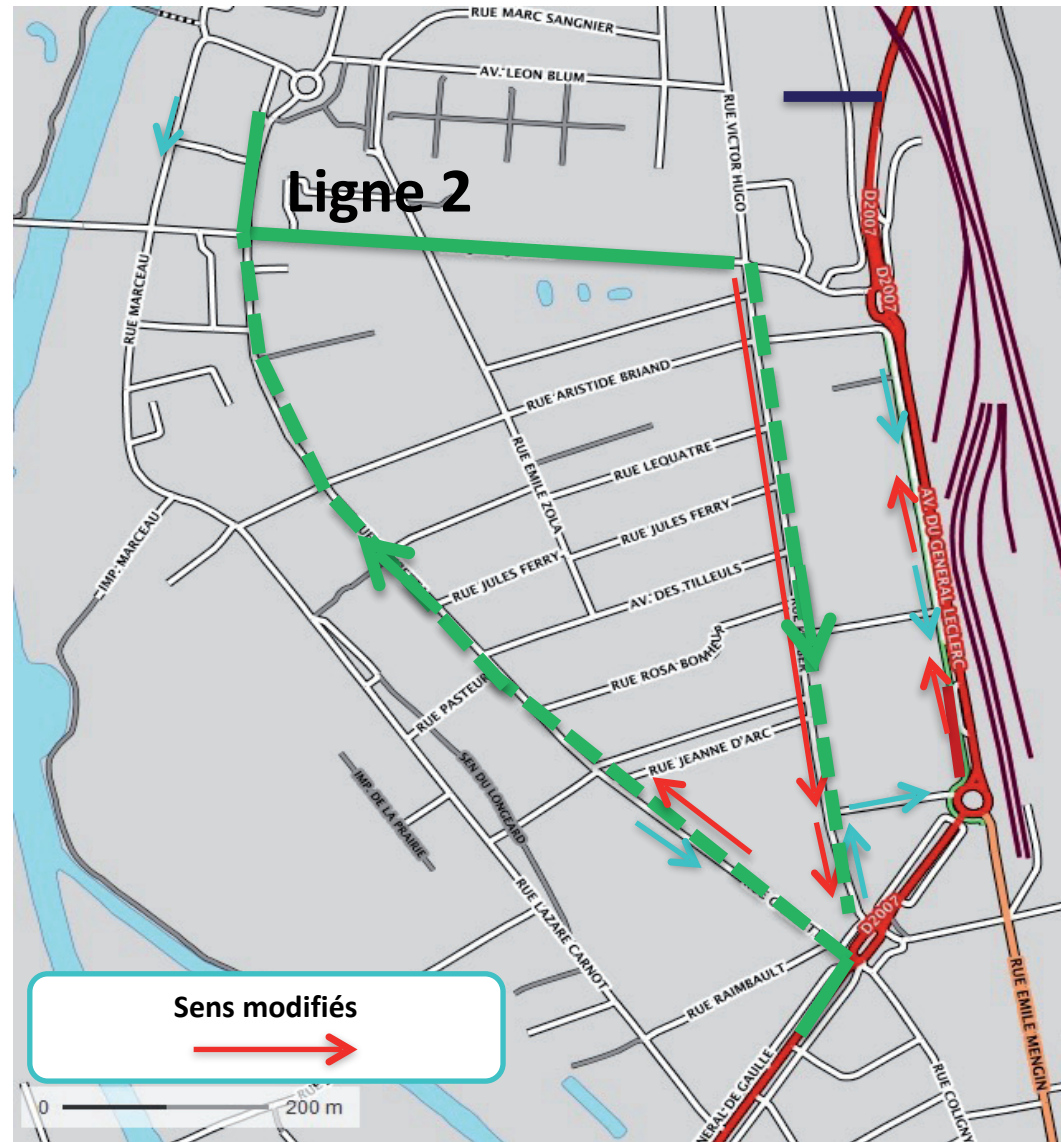 RUE MARC SANGNIER
AV. LEON BLUM
RUE VICTOR HUGO
Ligne 2
D2007
D2007
RUE MARCEAU
RUE ARISTIDE BRIAND
RUE LEQUATRE
RUE EMILE ZOLA
RUE JULES FERRY
RUE JULES FERRY
AV. DES TILLEULS
AV. DU GENERAL LECLERC
IMP. MARCEAU
RUE ROSA BONHEUR
RUE PASTEUR
RUE JEANNE D'ARC
SEN DU LONGEARD
IMP. DE LA PRAIRIE
RUE LAZARE CARNOT
D2007
RUE RAIMBAULT
RUE EMILE MENGIN
RUE COLIGN
GENERAL DE GAULLE
Sens modifiés
0 200 m